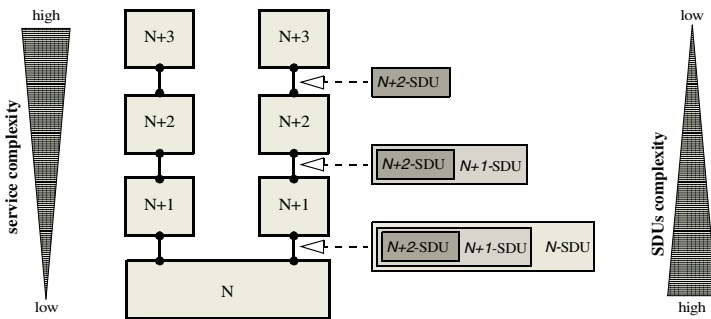 high
low
N+3
N+3
N+2-SDU
N+2
N+2
N+2-SDU N+1-SDU
service complexity
SDUs complexity
N+1
N+1
N+2-SDU N+1-SDU N-SDU
N
low
high